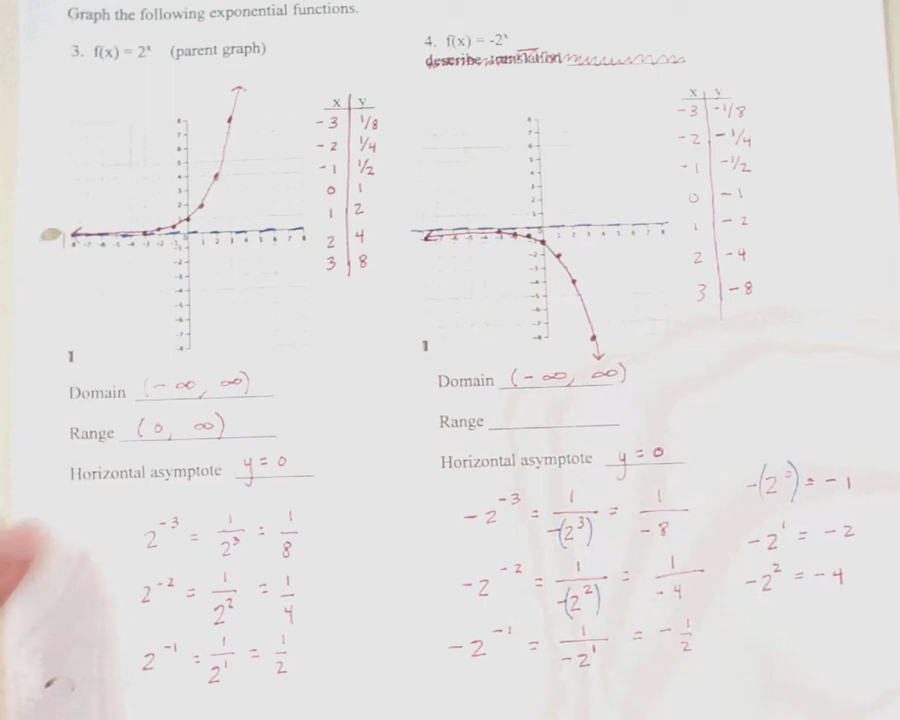 Graph the following exponential functions.
3. f(x) = 2ˣ (parent graph)
x | y
-3 | 1/8
-2 | 1/4
-1 | 1/2
0 | 1
1 | 2
2 | 4
3 | 8
1
Domain (-∞, ∞)
Range (0, ∞)
Horizontal asymptote y = 0
2⁻³ = 1/2³ = 1/8
2⁻² = 1/2² = 1/4
2⁻¹ = 1/2¹ = 1/2
4. f(x) = -2ˣ
describe translation
x | y
-3 | -1/8
-2 | -1/4
-1 | -1/2
0 | -1
1 | -2
2 | -4
3 | -8
1
Domain (-∞, ∞)
Range
Horizontal asymptote y = 0
-2⁻³ = 1/-(2³) = 1/-8
-2⁻² = 1/-(2²) = 1/-4
-2⁻¹ = 1/-2¹ = -1/2
-(2⁰) = -1
-2¹ = -2
-2² = -4